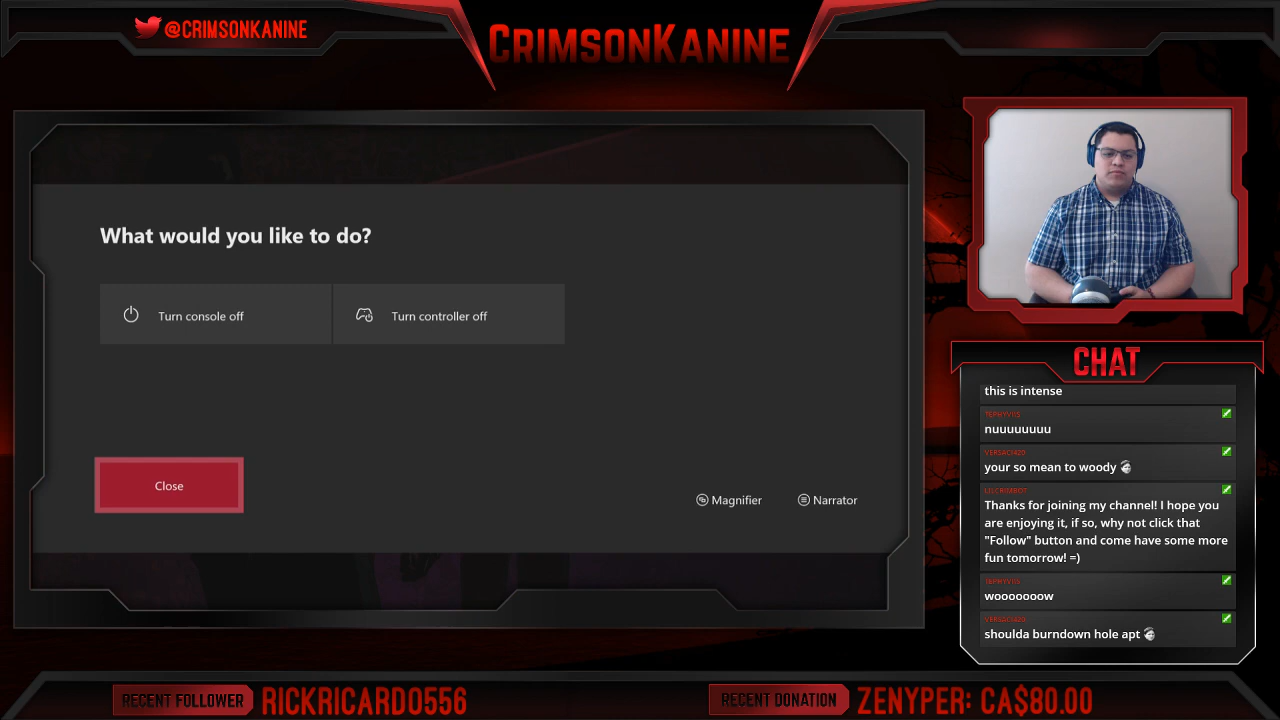 @CRIMSONKANINE
CRIMSONKANINE
What would you like to do?
Turn console off
Turn controller off
Close
Magnifier
Narrator
CHAT
this is intense
nuuuuuuuu
VERSACI420
your so mean to woody
Thanks for joining my channel! I hope you
are enjoying it, if so, why not click that
"Follow" button and come have some more
fun tomorrow! =)
wooooooow
VERSACI420
shoulda burndown hole apt
RECENT FOLLOWER
RICKRICARDO556
RECENT DONATION
ZENYPER: CA$80.00